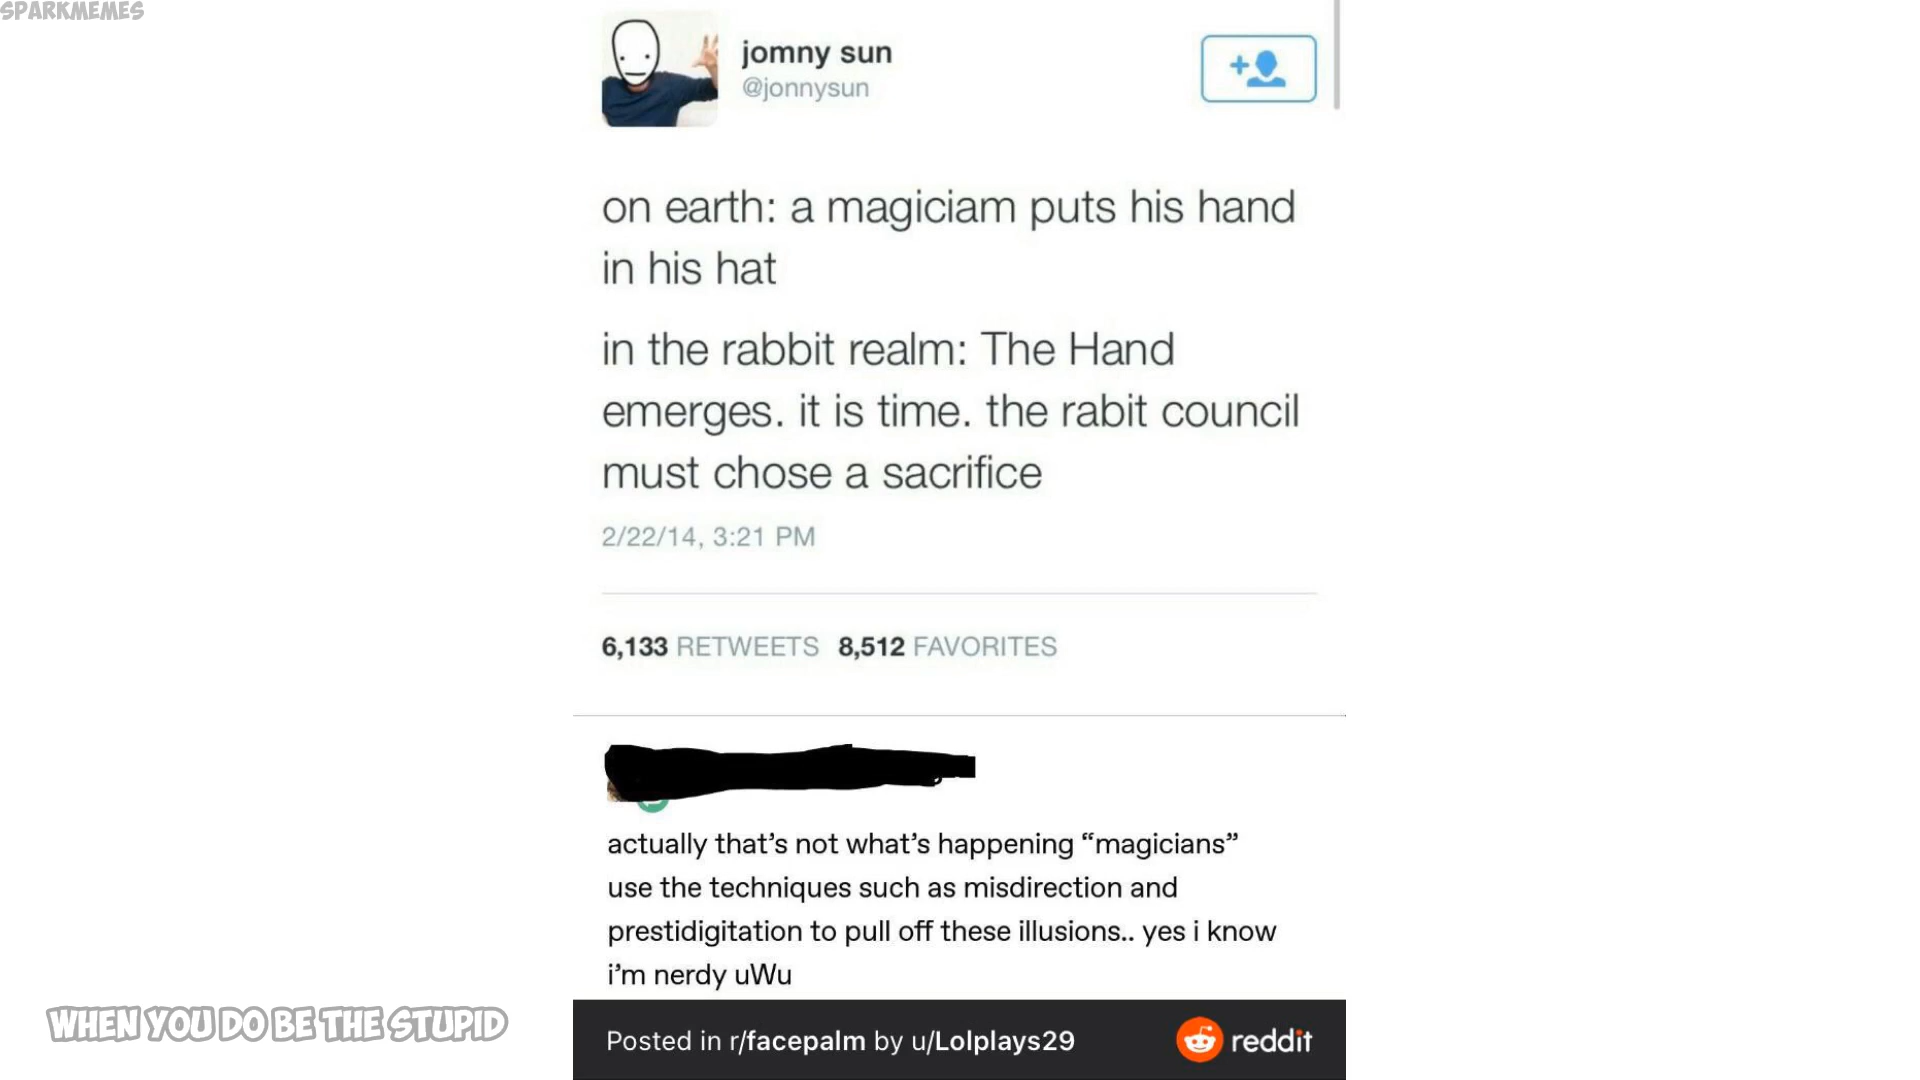 SPARKMEMES
jomny sun
@jonnysun
on earth: a magiciam puts his hand
in his hat
in the rabbit realm: The Hand
emerges. it is time. the rabit council
must chose a sacrifice
2/22/14, 3:21 PM
6,133 RETWEETS 8,512 FAVORITES
actually that’s not what’s happening “magicians”
use the techniques such as misdirection and
prestidigitation to pull off these illusions.. yes i know
i’m nerdy uWu
WHEN YOU DO BE THE STUPID
Posted in r/facepalm by u/Lolplays29
reddit